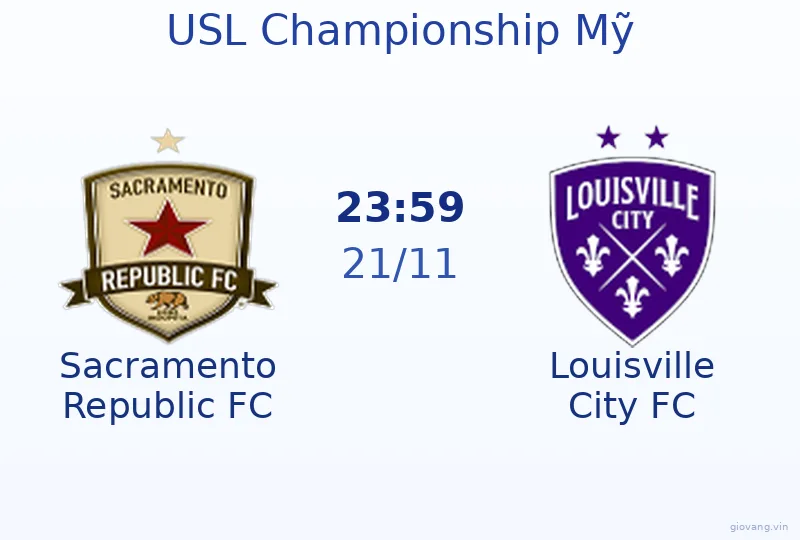 USL Championship Mỹ
SACRAMENTO
REPUBLIC FC
LOUISVILLE
CITY
23:59
21/11
Sacramento
Republic FC
Louisville
City FC
giovang.vin